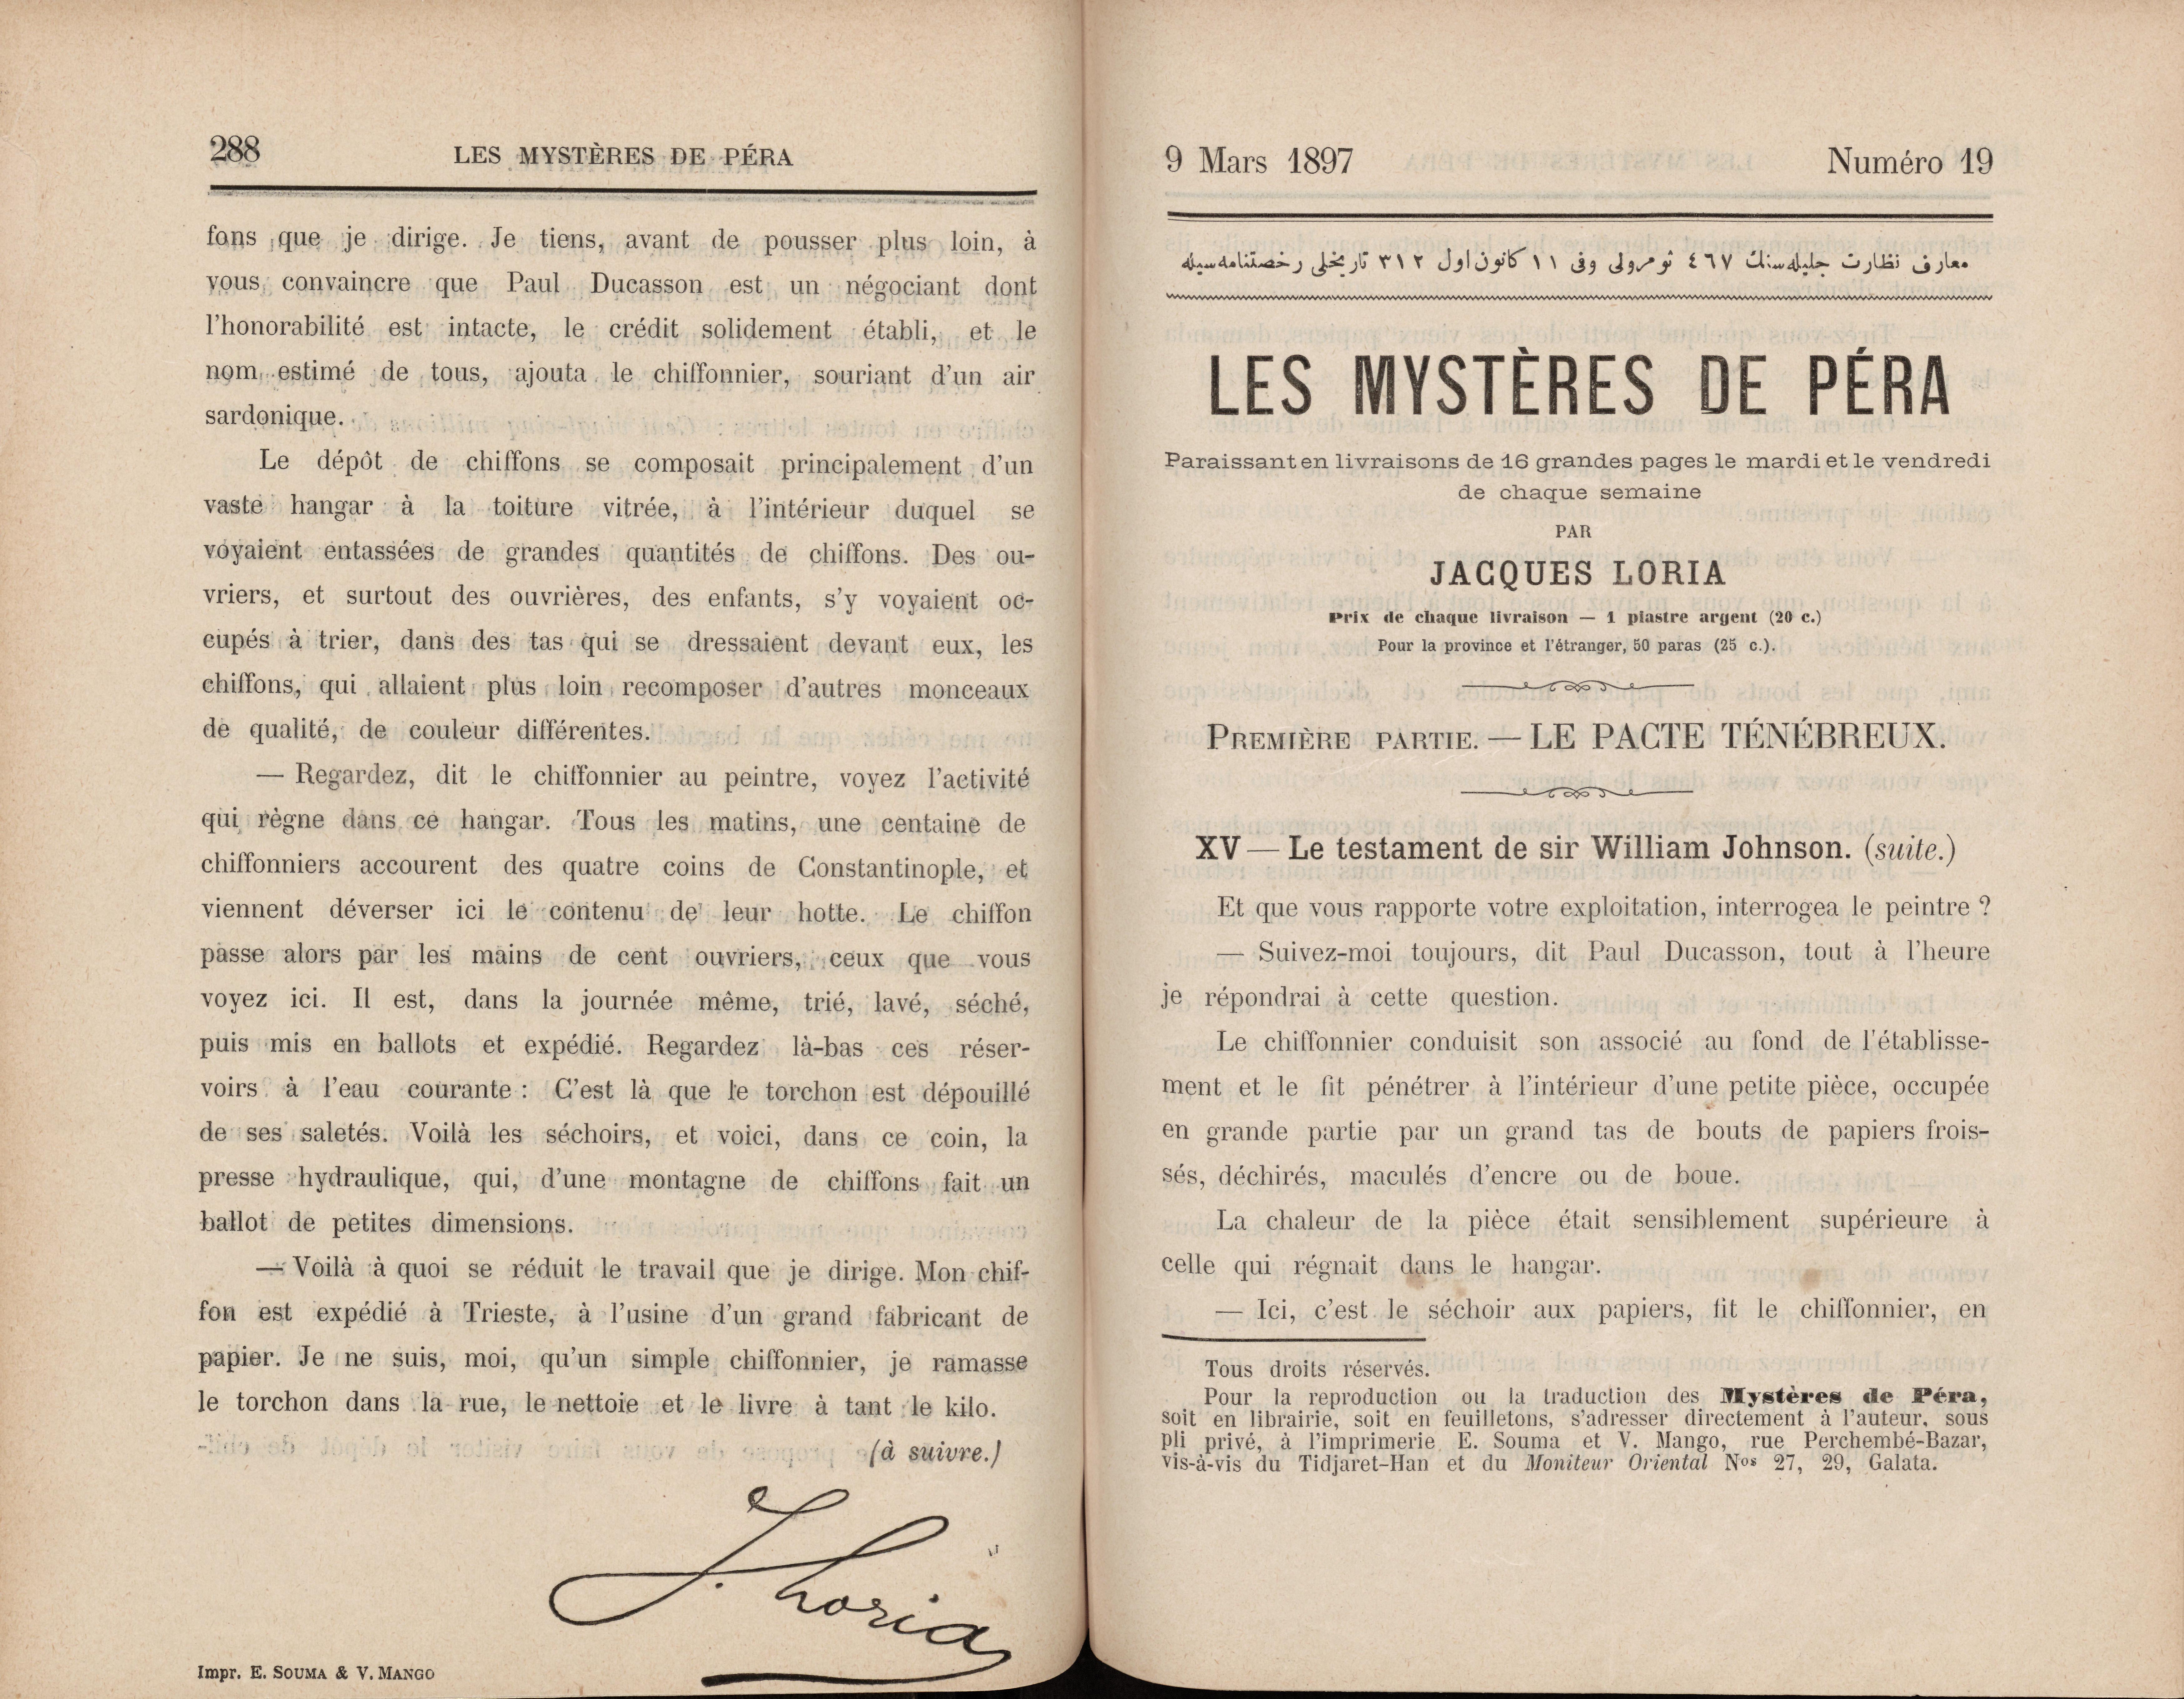 288 LES MYSTÈRES DE PÉRA
fons que je dirige. Je tiens, avant de pousser plus loin, à
vous convaincre que Paul Ducasson est un négociant dont
l'honorabilité est intacte, le crédit solidement établi, et le
nom estimé de tous, ajouta le chiffonnier, souriant d'un air
sardonique.
Le dépôt de chiffons se composait principalement d'un
vaste hangar à la toiture vitrée, à l'intérieur duquel se
voyaient entassées de grandes quantités de chiffons. Des ou-
vriers, et surtout des ouvrières, des enfants, s'y voyaient oc-
cupés à trier, dans des tas qui se dressaient devant eux, les
chiffons, qui allaient plus loin recomposer d'autres monceaux
de qualité, de couleur différentes.
— Regardez, dit le chiffonnier au peintre, voyez l'activité
qui règne dans ce hangar. Tous les matins, une centaine de
chiffonniers accourent des quatre coins de Constantinople, et
viennent déverser ici le contenu de leur hotte. Le chiffon
passe alors par les mains de cent ouvriers, ceux que vous
voyez ici. Il est, dans la journée même, trié, lavé, séché,
puis mis en ballots et expédié. Regardez là-bas ces réser-
voirs à l'eau courante : C'est là que le torchon est dépouillé
de ses saletés. Voilà les séchoirs, et voici, dans ce coin, la
presse hydraulique, qui, d'une montagne de chiffons fait un
ballot de petites dimensions.
— Voilà à quoi se réduit le travail que je dirige. Mon chif-
fon est expédié à Trieste, à l'usine d'un grand fabricant de
papier. Je ne suis, moi, qu'un simple chiffonnier, je ramasse
le torchon dans la rue, le nettoie et le livre à tant le kilo.
(à suivre.)
J. Loria
Impr. E. SOUMA & V. MANGO
9 Mars 1897 Numéro 19
معارف نظارت جلیله‌سنك ٤٦٧ نومرولی وفی ١١ كانون اول ٣١٢ تاریخلی رخصتنامه‌سیله
LES MYSTÈRES DE PÉRA
Paraissant en livraisons de 16 grandes pages le mardi et le vendredi
de chaque semaine
PAR
JACQUES LORIA
Prix de chaque livraison — 1 piastre argent (20 c.)
Pour la province et l'étranger, 50 paras (25 c.).
PREMIÈRE PARTIE. — LE PACTE TÉNÉBREUX.
XV — Le testament de sir William Johnson. (suite.)
Et que vous rapporte votre exploitation, interrogea le peintre ?
— Suivez-moi toujours, dit Paul Ducasson, tout à l'heure
je répondrai à cette question.
Le chiffonnier conduisit son associé au fond de l'établisse-
ment et le fit pénétrer à l'intérieur d'une petite pièce, occupée
en grande partie par un grand tas de bouts de papiers frois-
sés, déchirés, maculés d'encre ou de boue.
La chaleur de la pièce était sensiblement supérieure à
celle qui régnait dans le hangar.
— Ici, c'est le séchoir aux papiers, fit le chiffonnier, en
Tous droits réservés.
Pour la reproduction ou la traduction des Mystères de Péra,
soit en librairie, soit en feuilletons, s'adresser directement à l'auteur, sous
pli privé, à l'imprimerie E. Souma et V. Mango, rue Perchembé-Bazar,
vis-à-vis du Tidjaret-Han et du Moniteur Oriental Nos 27, 29, Galata.